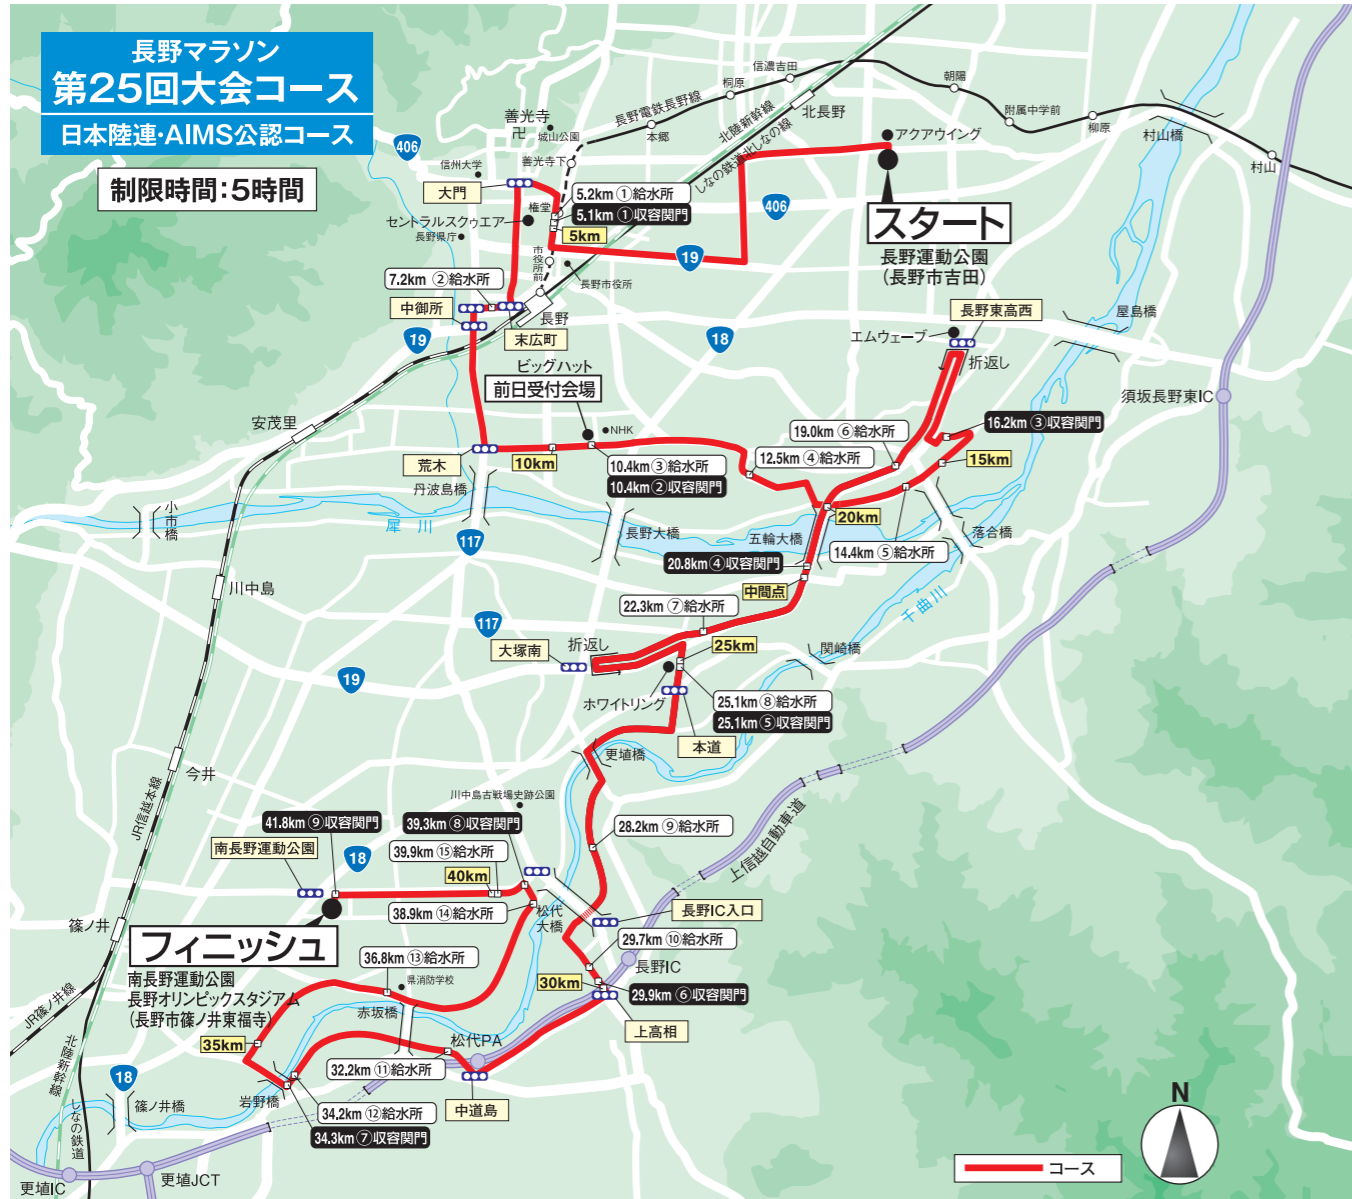 長野マラソン
第25回大会コース
日本陸連・AIMS公認コース
制限時間：5時間
信濃吉田
桐原
朝陽
附属中学前
柳原
村山橋
村山
長野電鉄長野線
本郷
北陸新幹線
しなの鉄道北しなの線
北長野
アクアウイング
善光寺
城山公園
善光寺下
406
信州大学
大門
権堂
5.2km ①給水所
5.1km ①収容関門
5km
406
スタート
長野運動公園
（長野市吉田）
セントラルスクゥエア
長野県庁
市役所前
長野市役所
19
7.2km ②給水所
中御所
長野
末広町
19
18
長野東高西
エムウェーブ
折返し
屋島橋
須坂長野東IC
ビッグハット
前日受付会場
NHK
安茂里
荒木
10km
10.4km ③給水所
10.4km ②収容関門
12.5km ④給水所
19.0km ⑥給水所
16.2km ③収容関門
15km
丹波島橋
小市橋
犀川
117
長野大橋
五輪大橋
20km
14.4km ⑤給水所
落合橋
20.8km ④収容関門
中間点
川中島
千曲川
117
22.3km ⑦給水所
大塚南
折返し
25km
関崎橋
19
ホワイトリング
25.1km ⑧給水所
25.1km ⑤収容関門
本道
更埴橋
今井
JR信越本線
川中島古戦場史跡公園
41.8km ⑨収容関門
39.3km ⑧収容関門
28.2km ⑨給水所
上信越自動車道
南長野運動公園
18
39.9km ⑮給水所
40km
38.9km ⑭給水所
松代大橋
長野IC入口
篠ノ井
フィニッシュ
南長野運動公園
長野オリンピックスタジアム
（長野市篠ノ井東福寺）
36.8km ⑬給水所
県消防学校
29.7km ⑩給水所
長野IC
30km
29.9km ⑥収容関門
上高相
JR篠ノ井線
赤坂橋
35km
松代PA
32.2km ⑪給水所
北陸新幹線
18
岩野橋
34.2km ⑫給水所
34.3km ⑦収容関門
中道島
篠ノ井橋
しなの鉄道
更埴IC
更埴JCT
N
コース